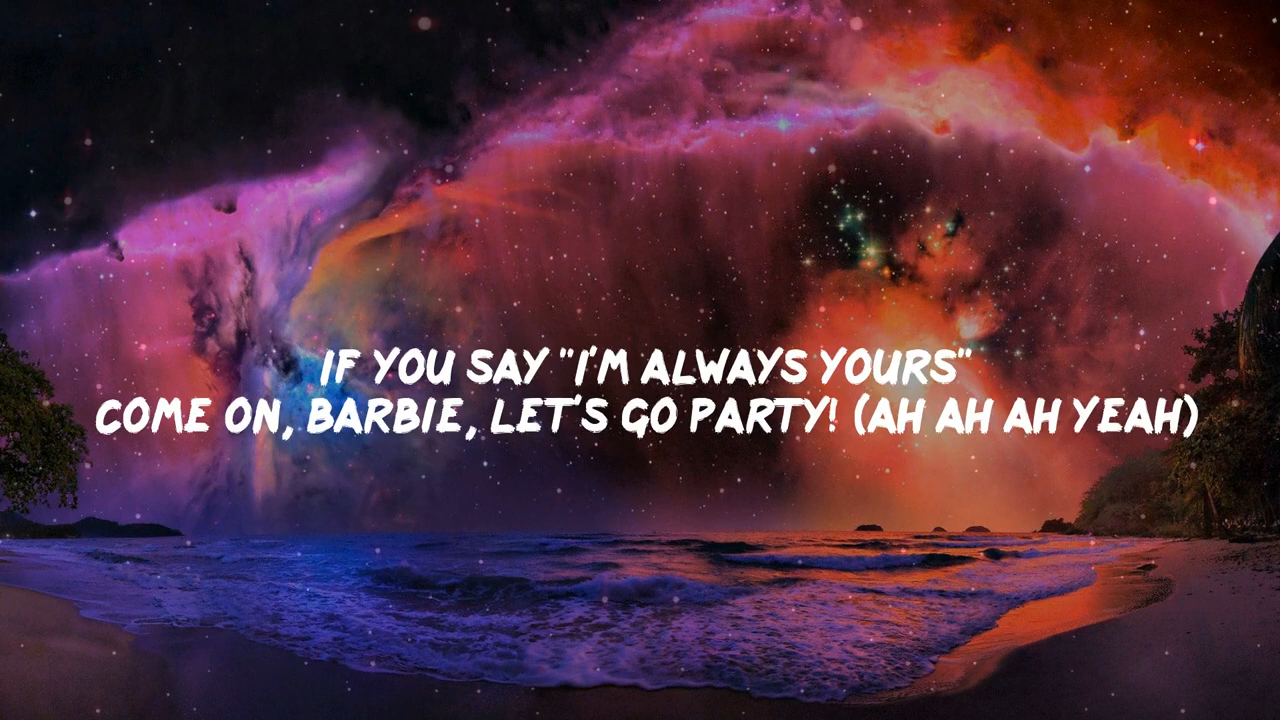 IF YOU SAY "I'M ALWAYS YOURS"
COME ON, BARBIE, LET'S GO PARTY! (AH AH AH YEAH)